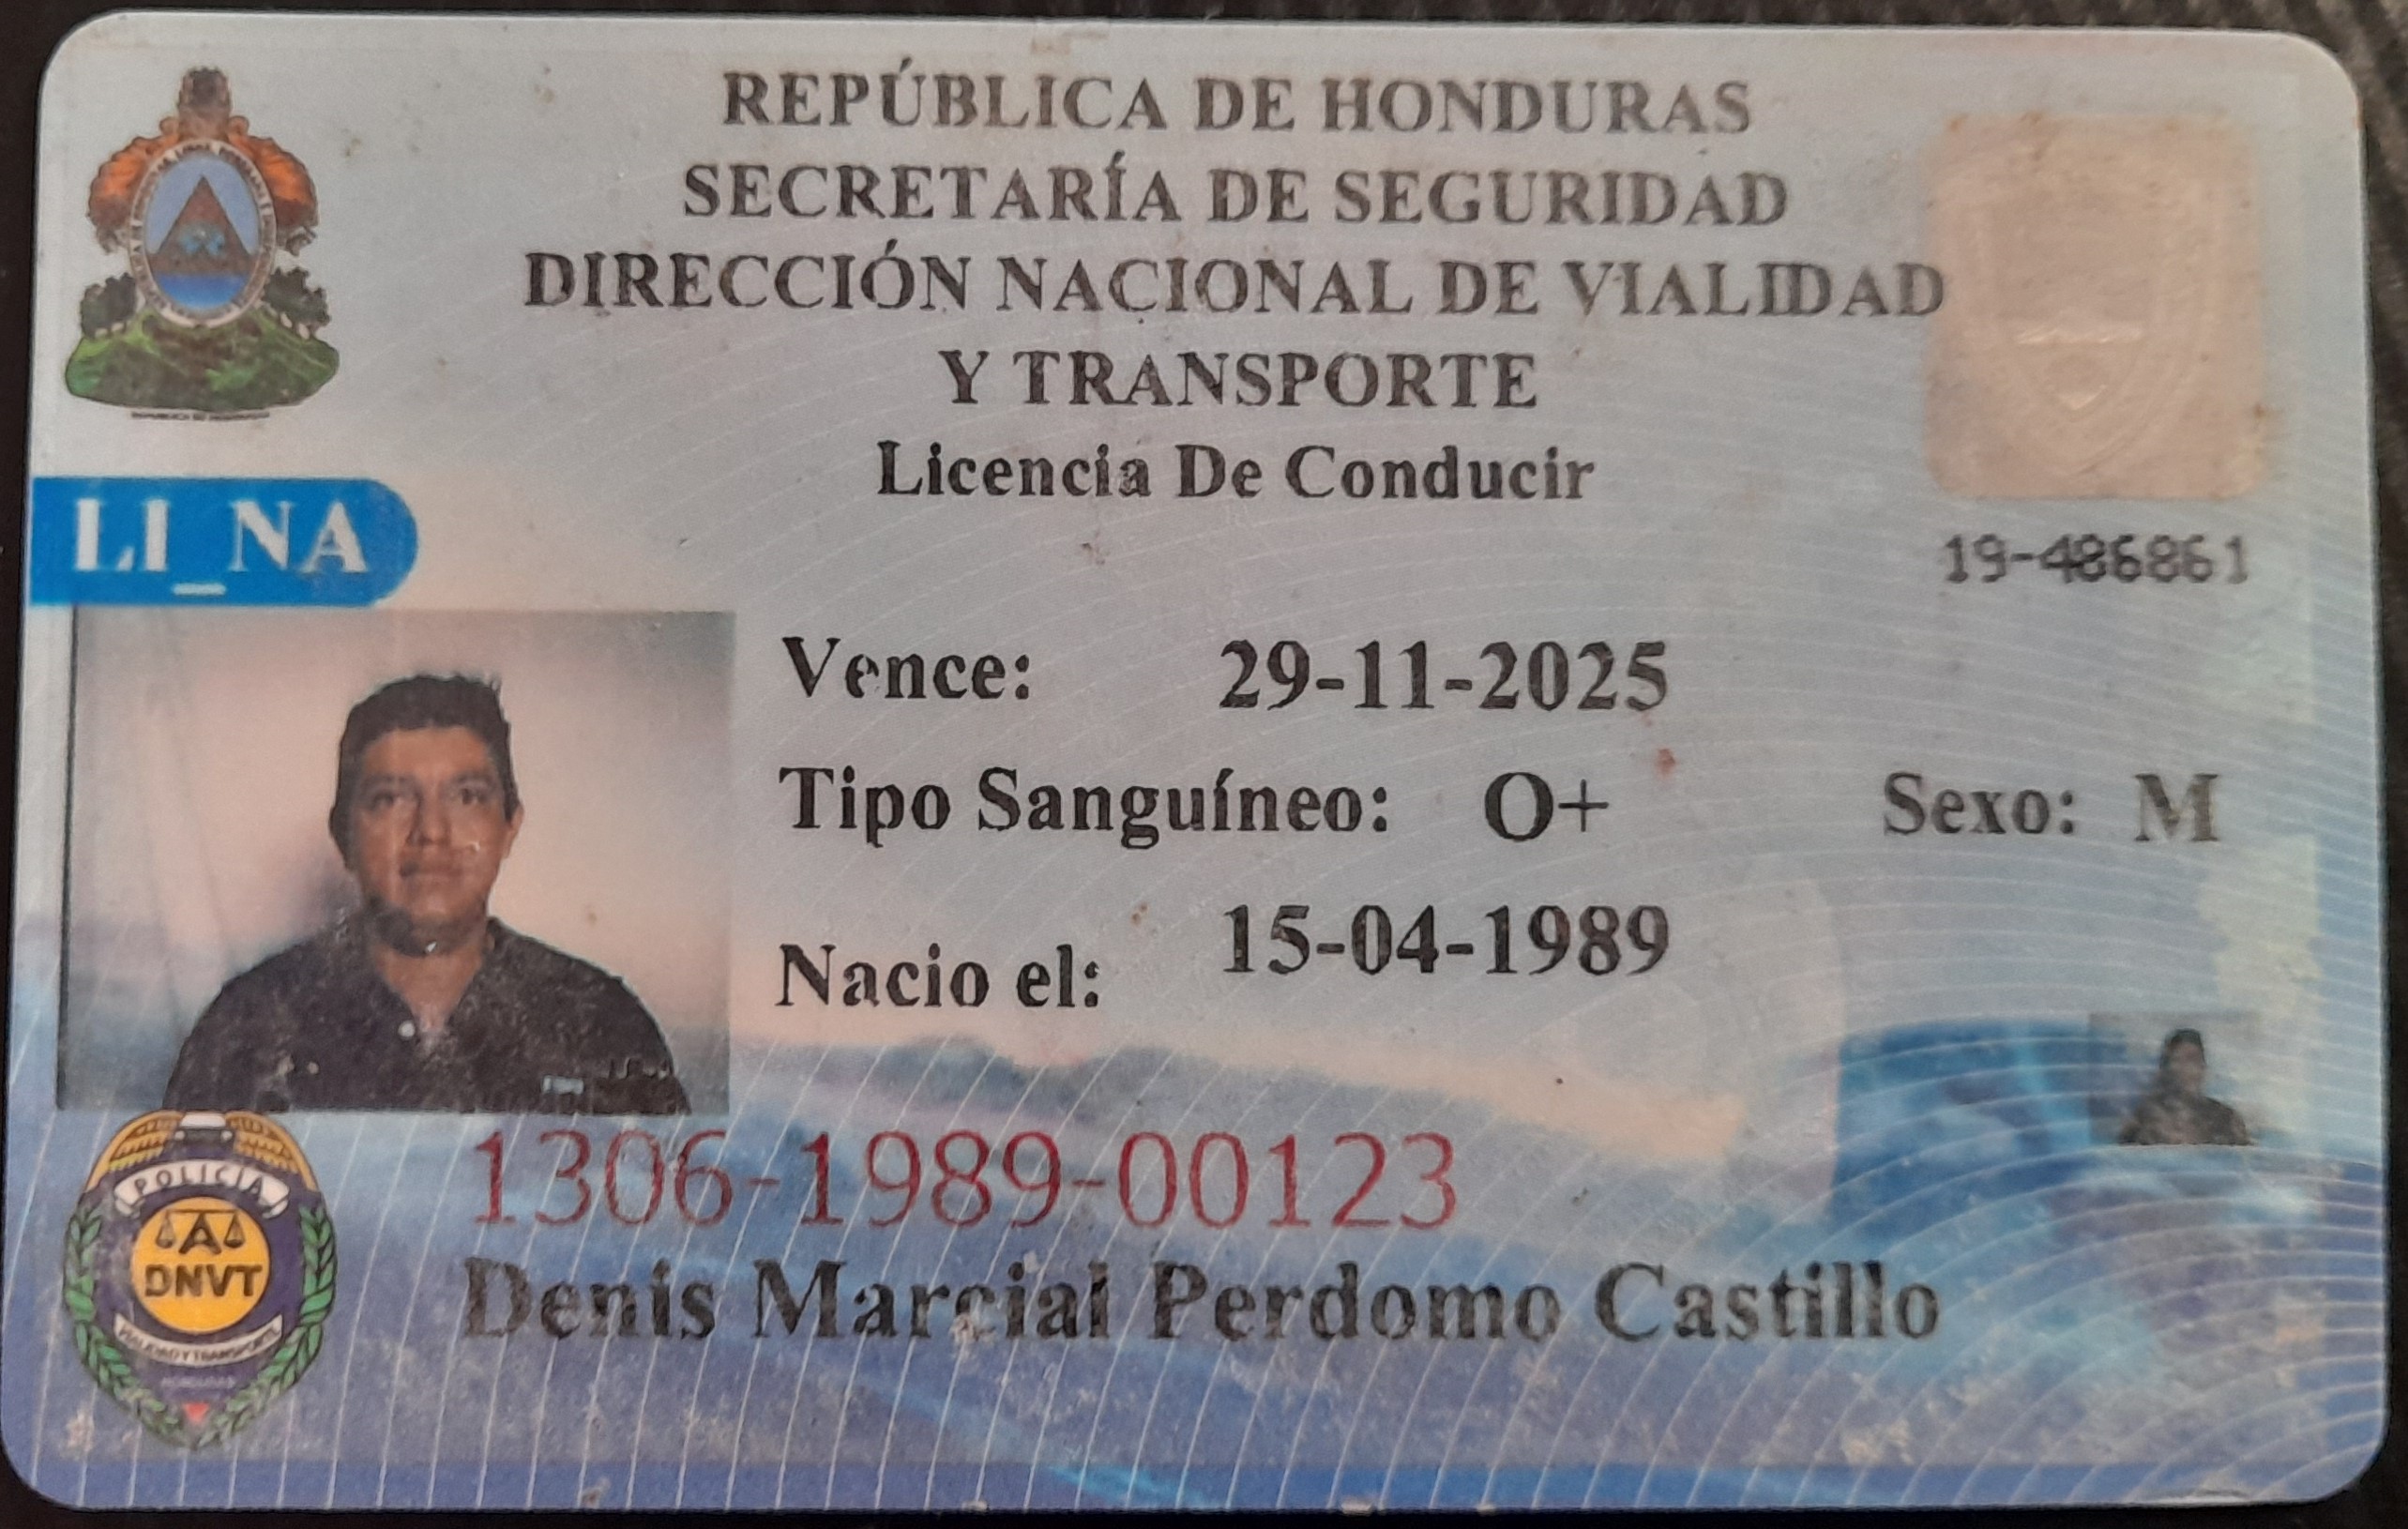 REPÚBLICA DE HONDURAS
SECRETARÍA DE SEGURIDAD
DIRECCIÓN NACIONAL DE VIALIDAD
Y TRANSPORTE
Licencia De Conducir
LI_NA
19-486861
Vence: 29-11-2025
Tipo Sanguíneo: O+ Sexo: M
Nacio el: 15-04-1989
1306-1989-00123
Denis Marcial Perdomo Castillo
POLICÍA
DNVT
VIALIDAD Y TRANSPORTE